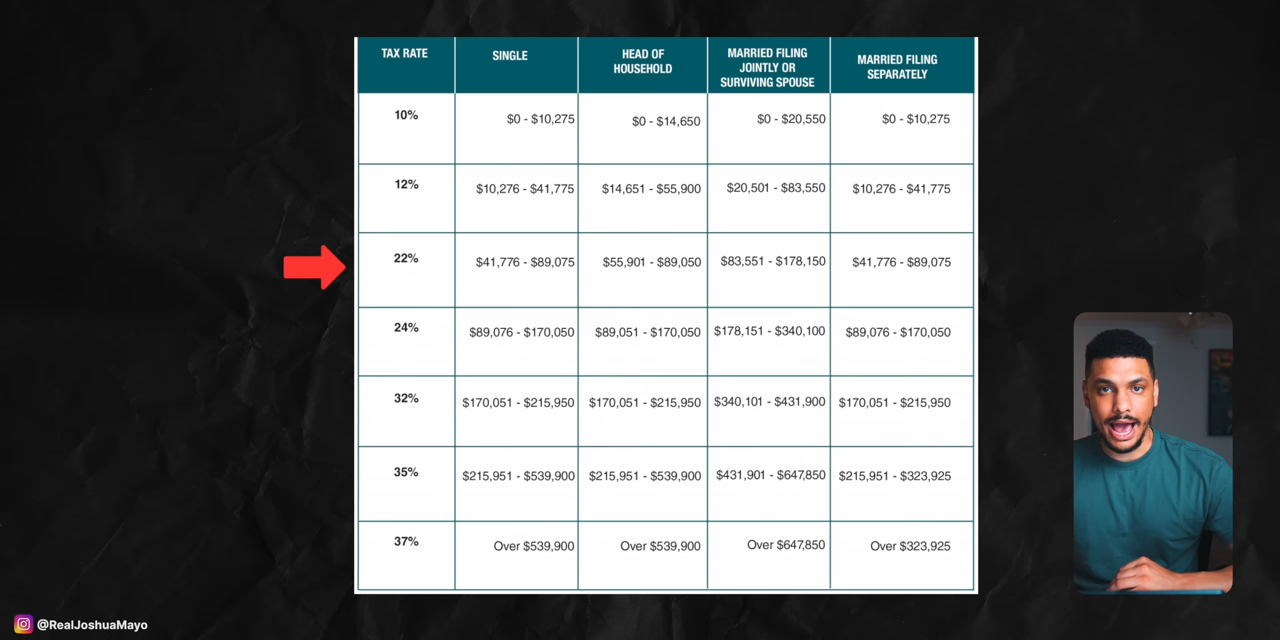 TAX RATE SINGLE HEAD OF HOUSEHOLD MARRIED FILING JOINTLY OR SURVIVING SPOUSE MARRIED FILING SEPARATELY
10% $0 - $10,275 $0 - $14,650 $0 - $20,550 $0 - $10,275
12% $10,276 - $41,775 $14,651 - $55,900 $20,501 - $83,550 $10,276 - $41,775
22% $41,776 - $89,075 $55,901 - $89,050 $83,551 - $178,150 $41,776 - $89,075
24% $89,076 - $170,050 $89,051 - $170,050 $178,151 - $340,100 $89,076 - $170,050
32% $170,051 - $215,950 $170,051 - $215,950 $340,101 - $431,900 $170,051 - $215,950
35% $215,951 - $539,900 $215,951 - $539,900 $431,901 - $647,850 $215,951 - $323,925
37% Over $539,900 Over $539,900 Over $647,850 Over $323,925
@RealJoshuaMayo